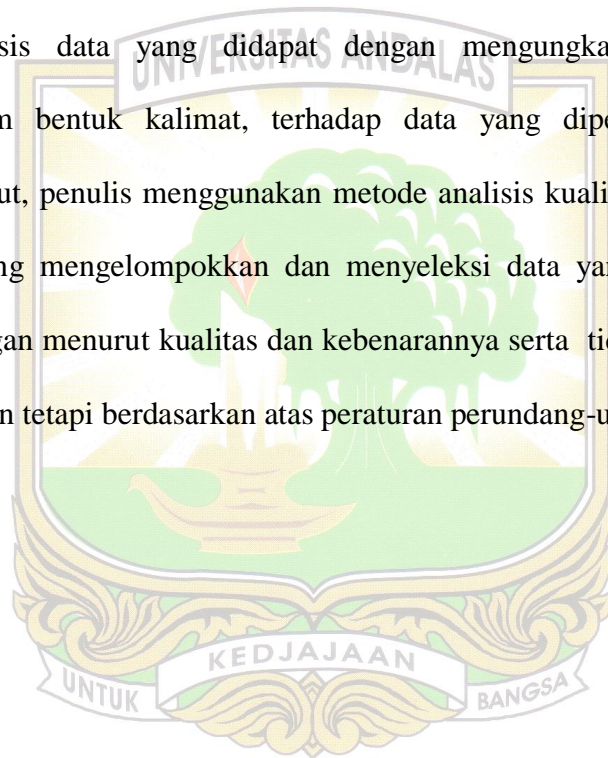 UNIVERSITAS ANDALAS
sis data yang didapat dengan mengungka
m bentuk kalimat, terhadap data yang dipe
ut, penulis menggunakan metode analisis kuali
ng mengelompokkan dan menyeleksi data yan
gan menurut kualitas dan kebenarannya serta tid
n tetapi berdasarkan atas peraturan perundang-u
KEDJAJAAN
UNTUK BANGSA